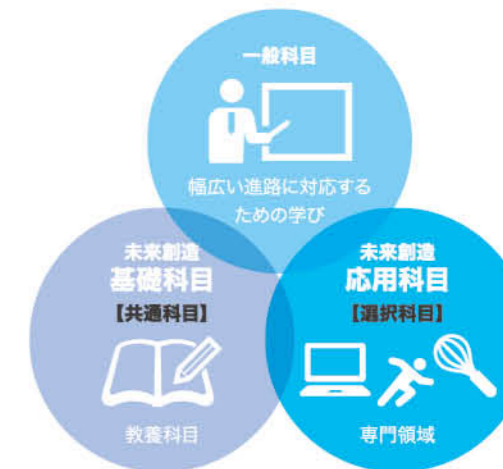 一般科目
幅広い進路に対応する
ための学び
未来創造
基礎科目
【共通科目】
教養科目
未来創造
応用科目
【選択科目】
専門領域